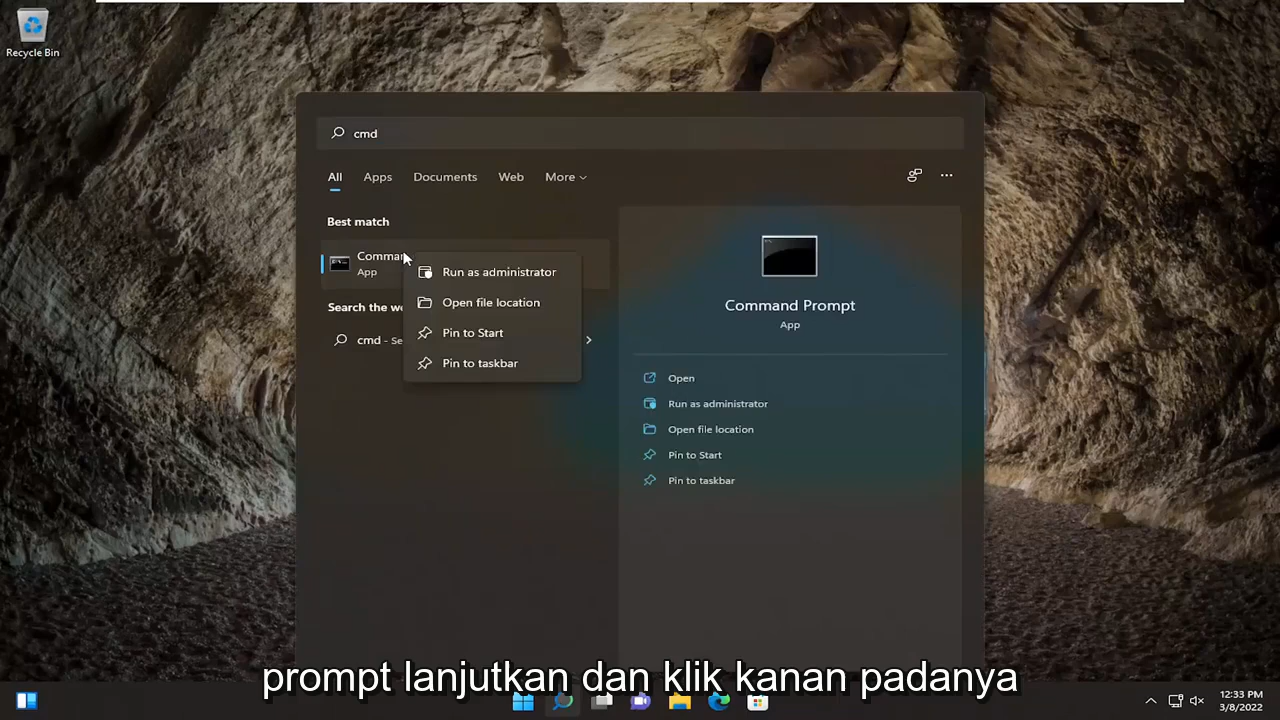 Recycle Bin
cmd
All Apps Documents Web More
Best match
App
Search the
cmd
Run as administrator
Open file location
Pin to Start
Pin to taskbar
Command Prompt
App
Open
Run as administrator
Open file location
Pin to Start
Pin to taskbar
prompt lanjutkan dan klik kanan padanya
12:33 PM
3/8/2022